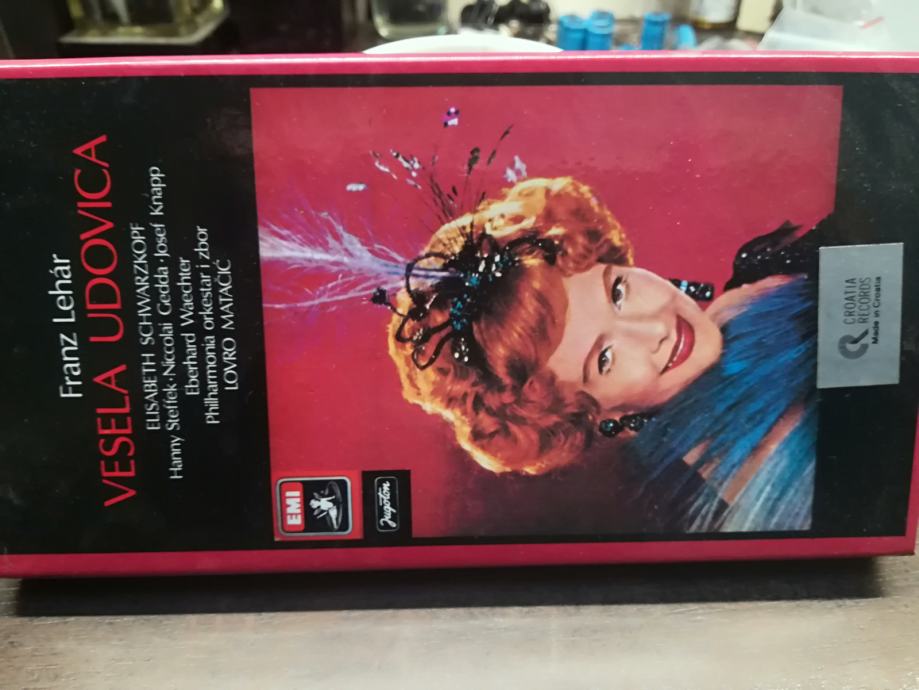 Franz Lehár
VESELA UDOVICA
ELISABETH SCHWARZKOPF
Hanny Steffek · Niccolai Gedda · Josef Knapp
Eberhard Waechter
Philharmonia orkestar i zbor
LOVRO MATAČIĆ
EMI
Jugoton
CROATIA
RECORDS
Made in Croatia